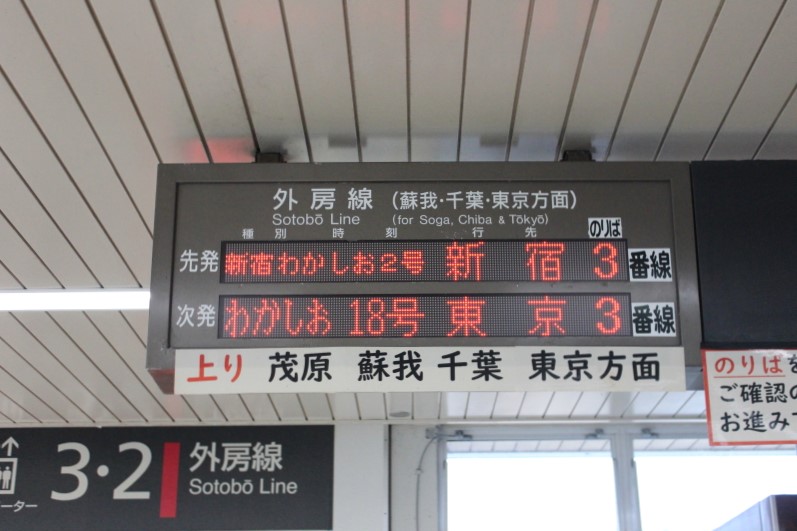 外房線 (蘇我・千葉・東京方面)
Sotobō Line (for Soga, Chiba & Tōkyō)
種別 時刻 行先 のりば
先発 新宿わかしお2号 新宿 3 番線
次発 わかしお 18号 東京 3 番線
上り 茂原 蘇我 千葉 東京方面
のりばを
ご確認の
お進み
ーター
3・2 外房線
Sotobō Line